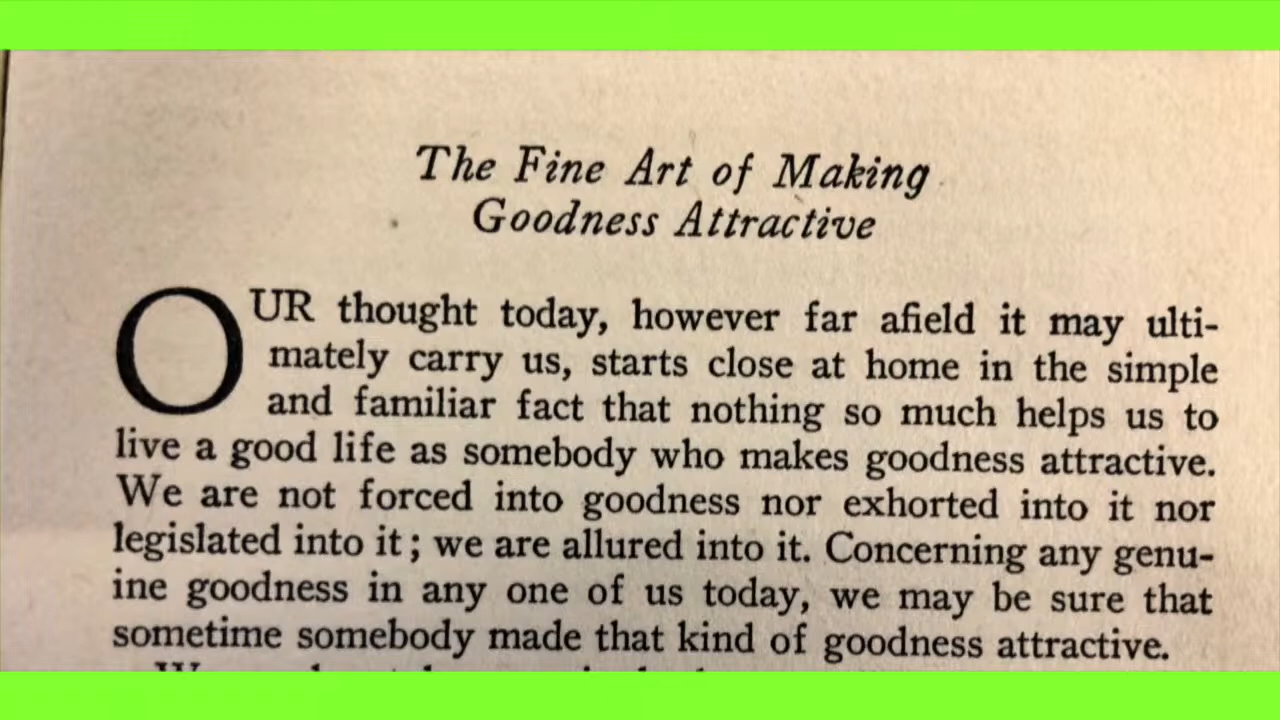 The Fine Art of Making
Goodness Attractive
OUR thought today, however far afield it may ulti-
mately carry us, starts close at home in the simple
and familiar fact that nothing so much helps us to
live a good life as somebody who makes goodness attractive.
We are not forced into goodness nor exhorted into it nor
legislated into it; we are allured into it. Concerning any genu-
ine goodness in any one of us today, we may be sure that
sometime somebody made that kind of goodness attractive.